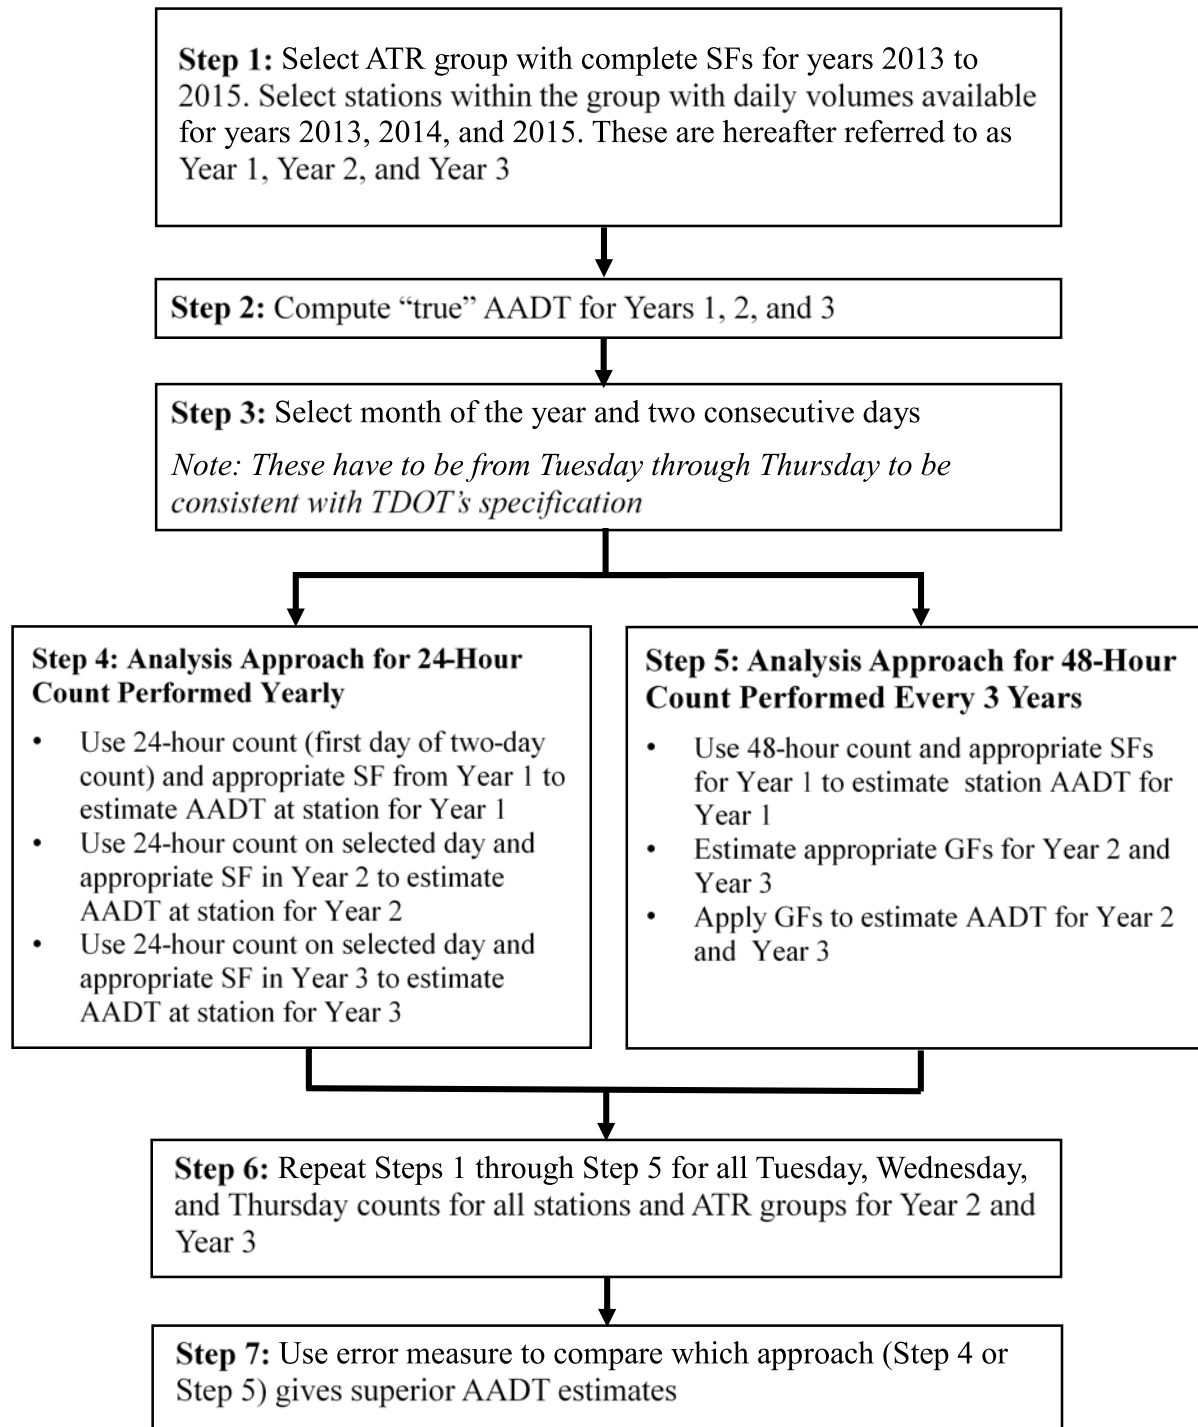 Step 1: Select ATR group with complete SFs for years 2013 to
2015. Select stations within the group with daily volumes available
for years 2013, 2014, and 2015. These are hereafter referred to as
Year 1, Year 2, and Year 3
Step 2: Compute “true” AADT for Years 1, 2, and 3
Step 3: Select month of the year and two consecutive days
Note: These have to be from Tuesday through Thursday to be
consistent with TDOT’s specification
Step 4: Analysis Approach for 24-Hour
Count Performed Yearly
• Use 24-hour count (first day of two-day
count) and appropriate SF from Year 1 to
estimate AADT at station for Year 1
• Use 24-hour count on selected day and
appropriate SF in Year 2 to estimate
AADT at station for Year 2
• Use 24-hour count on selected day and
appropriate SF in Year 3 to estimate
AADT at station for Year 3
Step 5: Analysis Approach for 48-Hour
Count Performed Every 3 Years
• Use 48-hour count and appropriate SFs
for Year 1 to estimate station AADT for
Year 1
• Estimate appropriate GFs for Year 2 and
Year 3
• Apply GFs to estimate AADT for Year 2
and Year 3
Step 6: Repeat Steps 1 through Step 5 for all Tuesday, Wednesday,
and Thursday counts for all stations and ATR groups for Year 2 and
Year 3
Step 7: Use error measure to compare which approach (Step 4 or
Step 5) gives superior AADT estimates